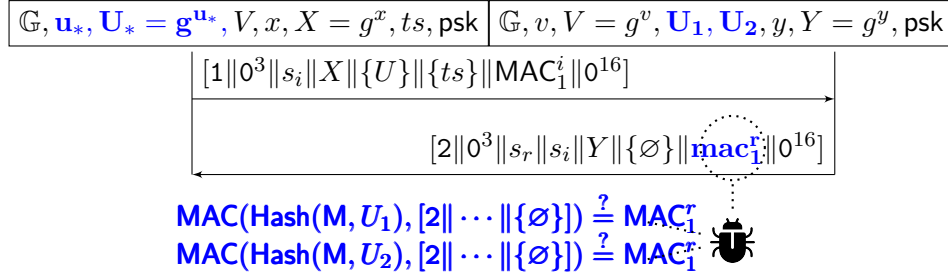 𝔾, u_*, U_* = g^{u_*}, V, x, X = g^x, ts, psk | 𝔾, v, V = g^v, U_1, U_2, y, Y = g^y, psk
[1‖0^3‖s_i‖X‖{U}‖{ts}‖MAC_1^i‖0^{16}]
[2‖0^3‖s_r‖s_i‖Y‖{∅}‖mac_1^r‖0^{16}]
MAC(Hash(M, U_1), [2‖⋯‖{∅}]) ≟ MAC_1^r
MAC(Hash(M, U_2), [2‖⋯‖{∅}]) ≟ MAC_1^r